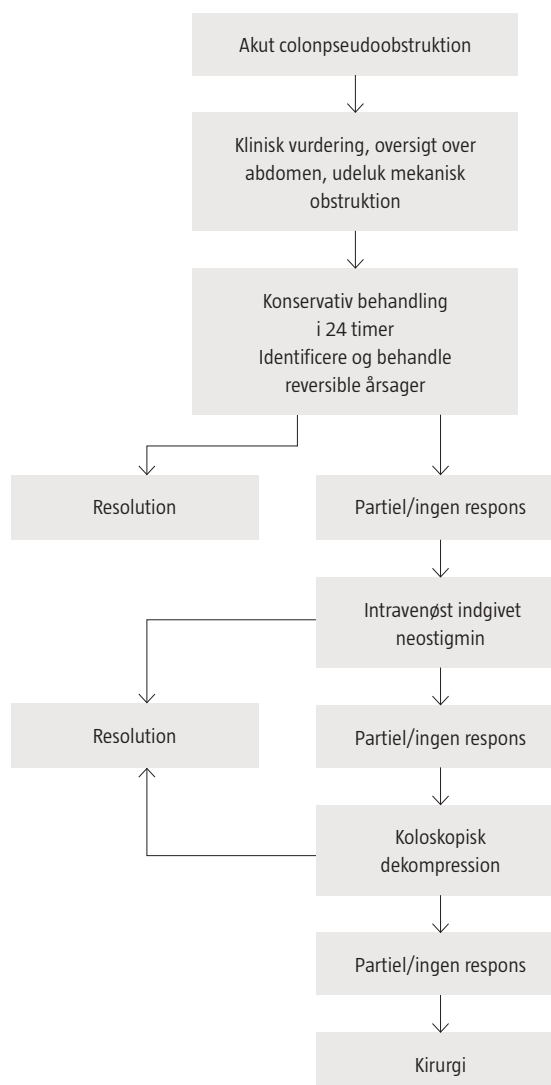 Akut colonpseudoobstruktion
Klinisk vurdering, oversigt over
abdomen, udeluk mekanisk
obstruktion
Konservativ behandling
i 24 timer
Identificere og behandle
reversible årsager
Resolution
Partiel/ingen respons
Intravenøst indgivet
neostigmin
Resolution
Partiel/ingen respons
Koloskopisk
dekompression
Partiel/ingen respons
Kirurgi